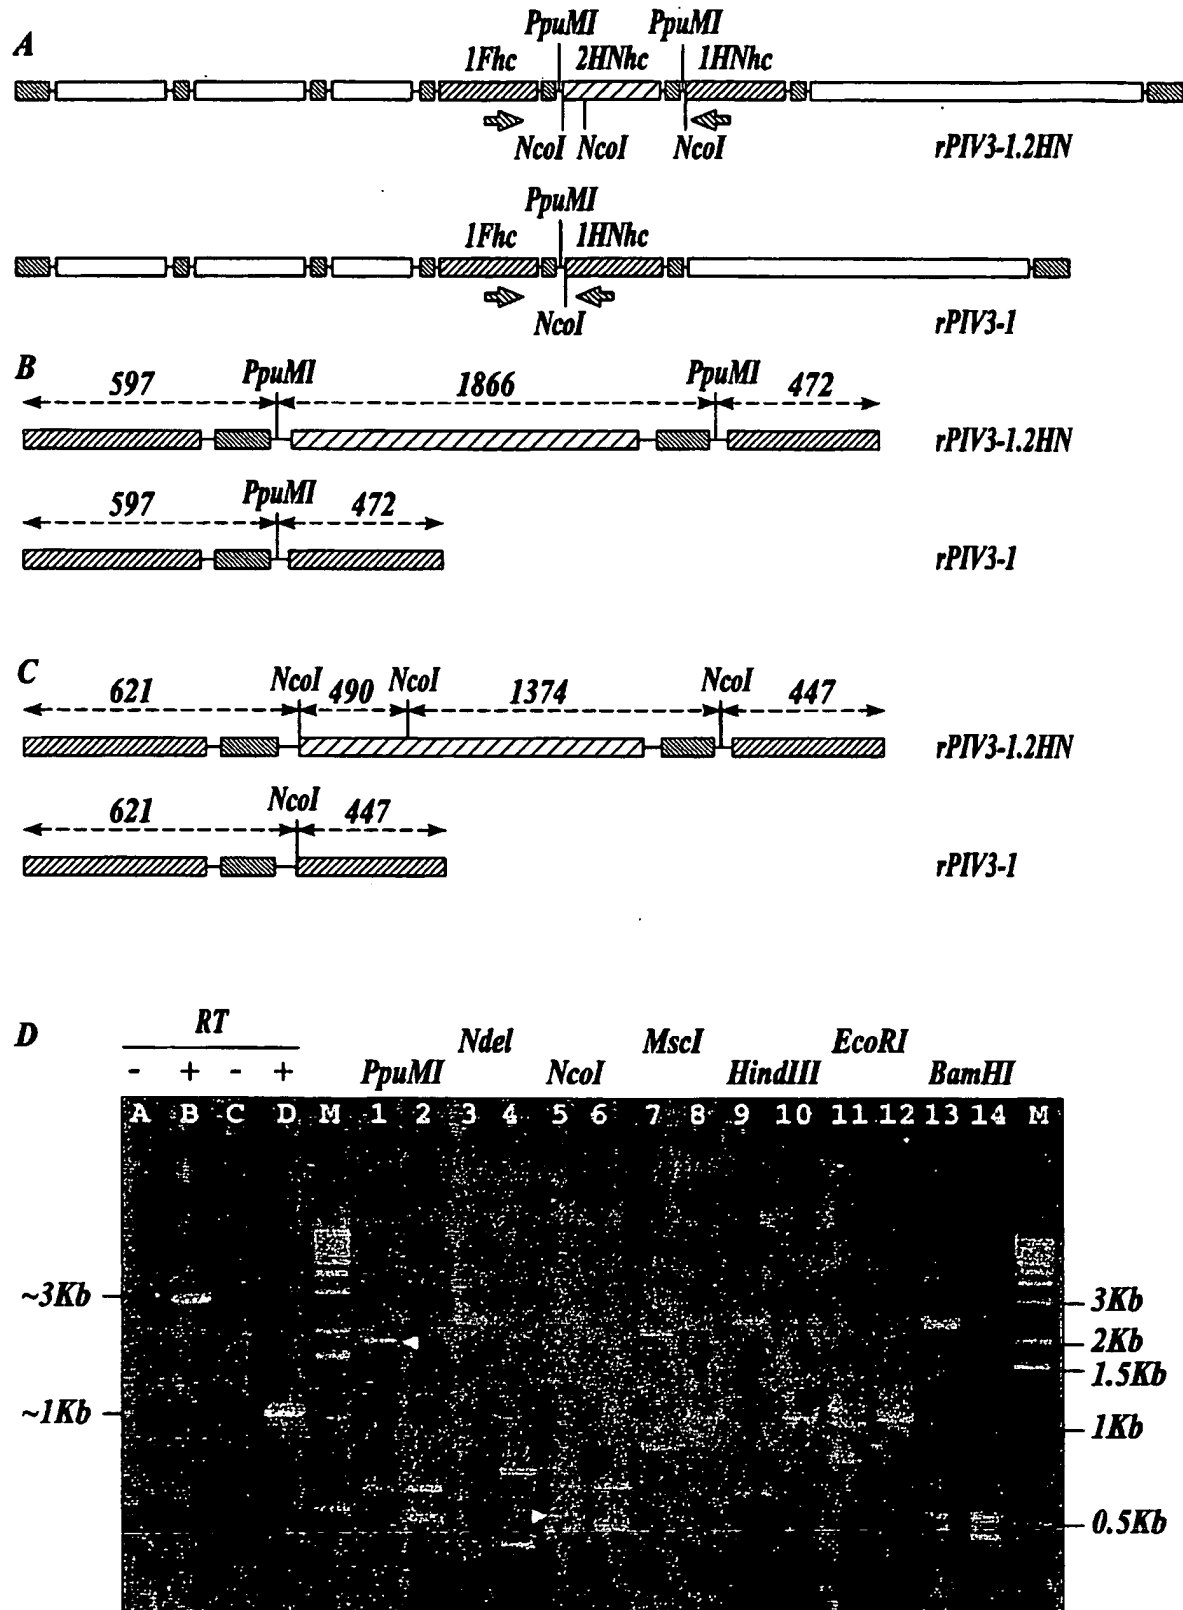 A
PpuMI PpuMI
1Fhc 2HNhc 1HNhc
NcoI NcoI NcoI
rPIV3-1.2HN
PpuMI
1Fhc 1HNhc
NcoI
rPIV3-1
B
597 PpuMI 1866 PpuMI 472
rPIV3-1.2HN
597 PpuMI 472
rPIV3-1
C
621 NcoI 490 NcoI 1374 NcoI 447
rPIV3-1.2HN
621 NcoI 447
rPIV3-1
D
RT
- + - +
PpuMI NdeI NcoI MscI HindIII EcoRI BamHI
A B C D M 1 2 3 4 5 6 7 8 9 10 11 12 13 14 M
~3Kb
~1Kb
3Kb
2Kb
1.5Kb
1Kb
0.5Kb